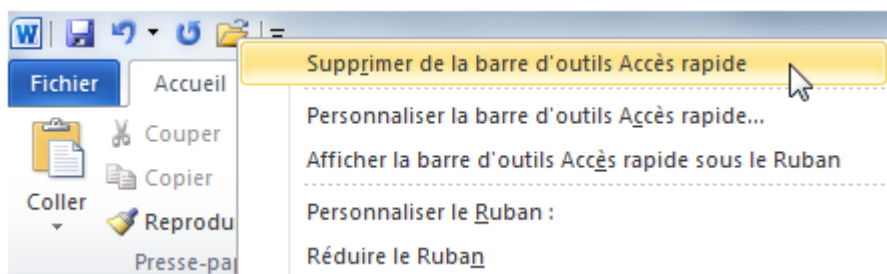 W
Supprimer de la barre d'outils Accès rapide
Fichier
Accueil
Personnaliser la barre d'outils Accès rapide...
Couper
Afficher la barre d'outils Accès rapide sous le Ruban
Copier
Coller
Personnaliser le Ruban :
Reprodu
Réduire le Ruban
Presse-pap